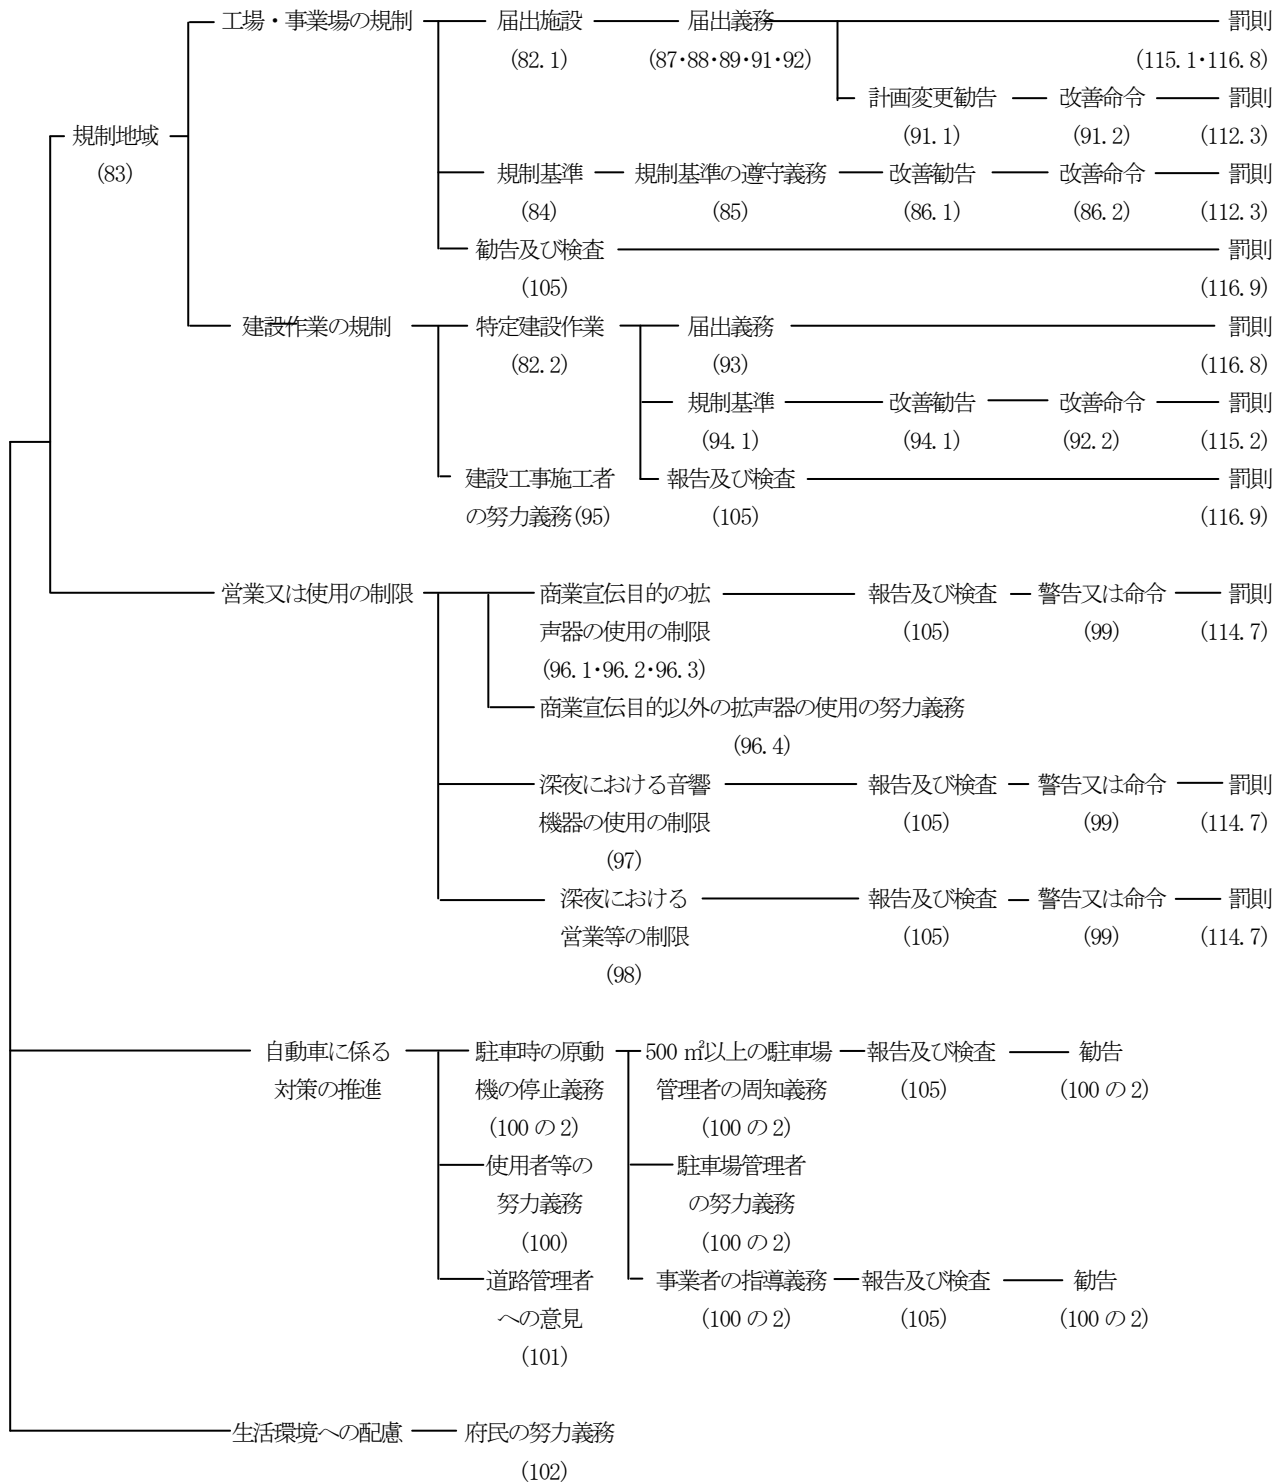 工場・事業場の規制 届出施設 届出義務 罰則
(82.1) (87・88・89・91・92) (115.1・116.8)
計画変更勧告 改善命令 罰則
規制地域 (91.1) (91.2) (112.3)
(83) 規制基準 規制基準の遵守義務 改善勧告 改善命令 罰則
(84) (85) (86.1) (86.2) (112.3)
勧告及び検査 罰則
(105) (116.9)
建設作業の規制 特定建設作業 届出義務 罰則
(82.2) (93) (116.8)
規制基準 改善勧告 改善命令 罰則
(94.1) (94.1) (92.2) (115.2)
建設工事施工者 報告及び検査 罰則
の努力義務(95) (105) (116.9)
営業又は使用の制限 商業宣伝目的の拡 報告及び検査 警告又は命令 罰則
声器の使用の制限 (105) (99) (114.7)
(96.1・96.2・96.3)
商業宣伝目的以外の拡声器の使用の努力義務
(96.4)
深夜における音響 報告及び検査 警告又は命令 罰則
機器の使用の制限 (105) (99) (114.7)
(97)
深夜における 報告及び検査 警告又は命令 罰則
営業等の制限 (105) (99) (114.7)
(98)
自動車に係る 駐車時の原動 500 ㎡以上の駐車場 報告及び検査 勧告
対策の推進 機の停止義務 管理者の周知義務 (105) (100 の 2)
(100 の 2) (100 の 2)
使用者等の 駐車場管理者
努力義務 の努力義務
(100) (100 の 2)
道路管理者 事業者の指導義務 報告及び検査 勧告
への意見 (100 の 2) (105) (100 の 2)
(101)
生活環境への配慮 府民の努力義務
(102)